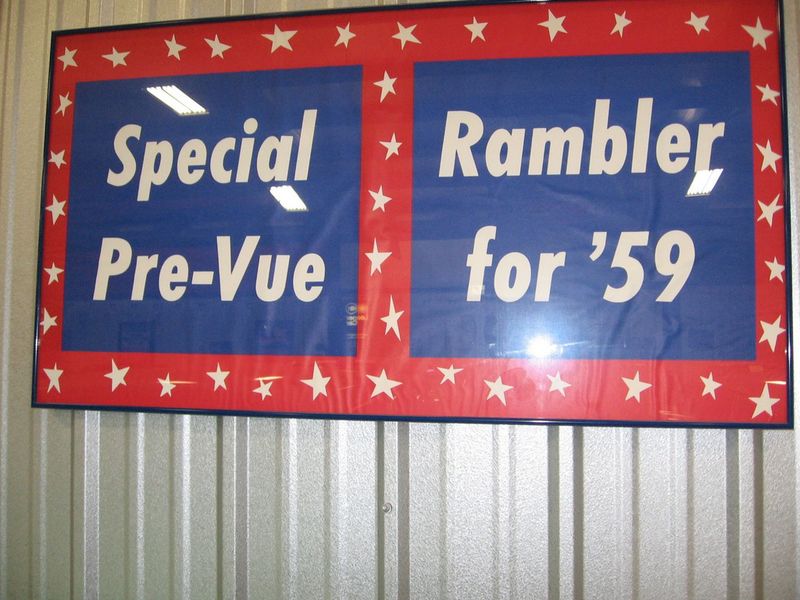 Special
Pre-Vue
Rambler
for '59